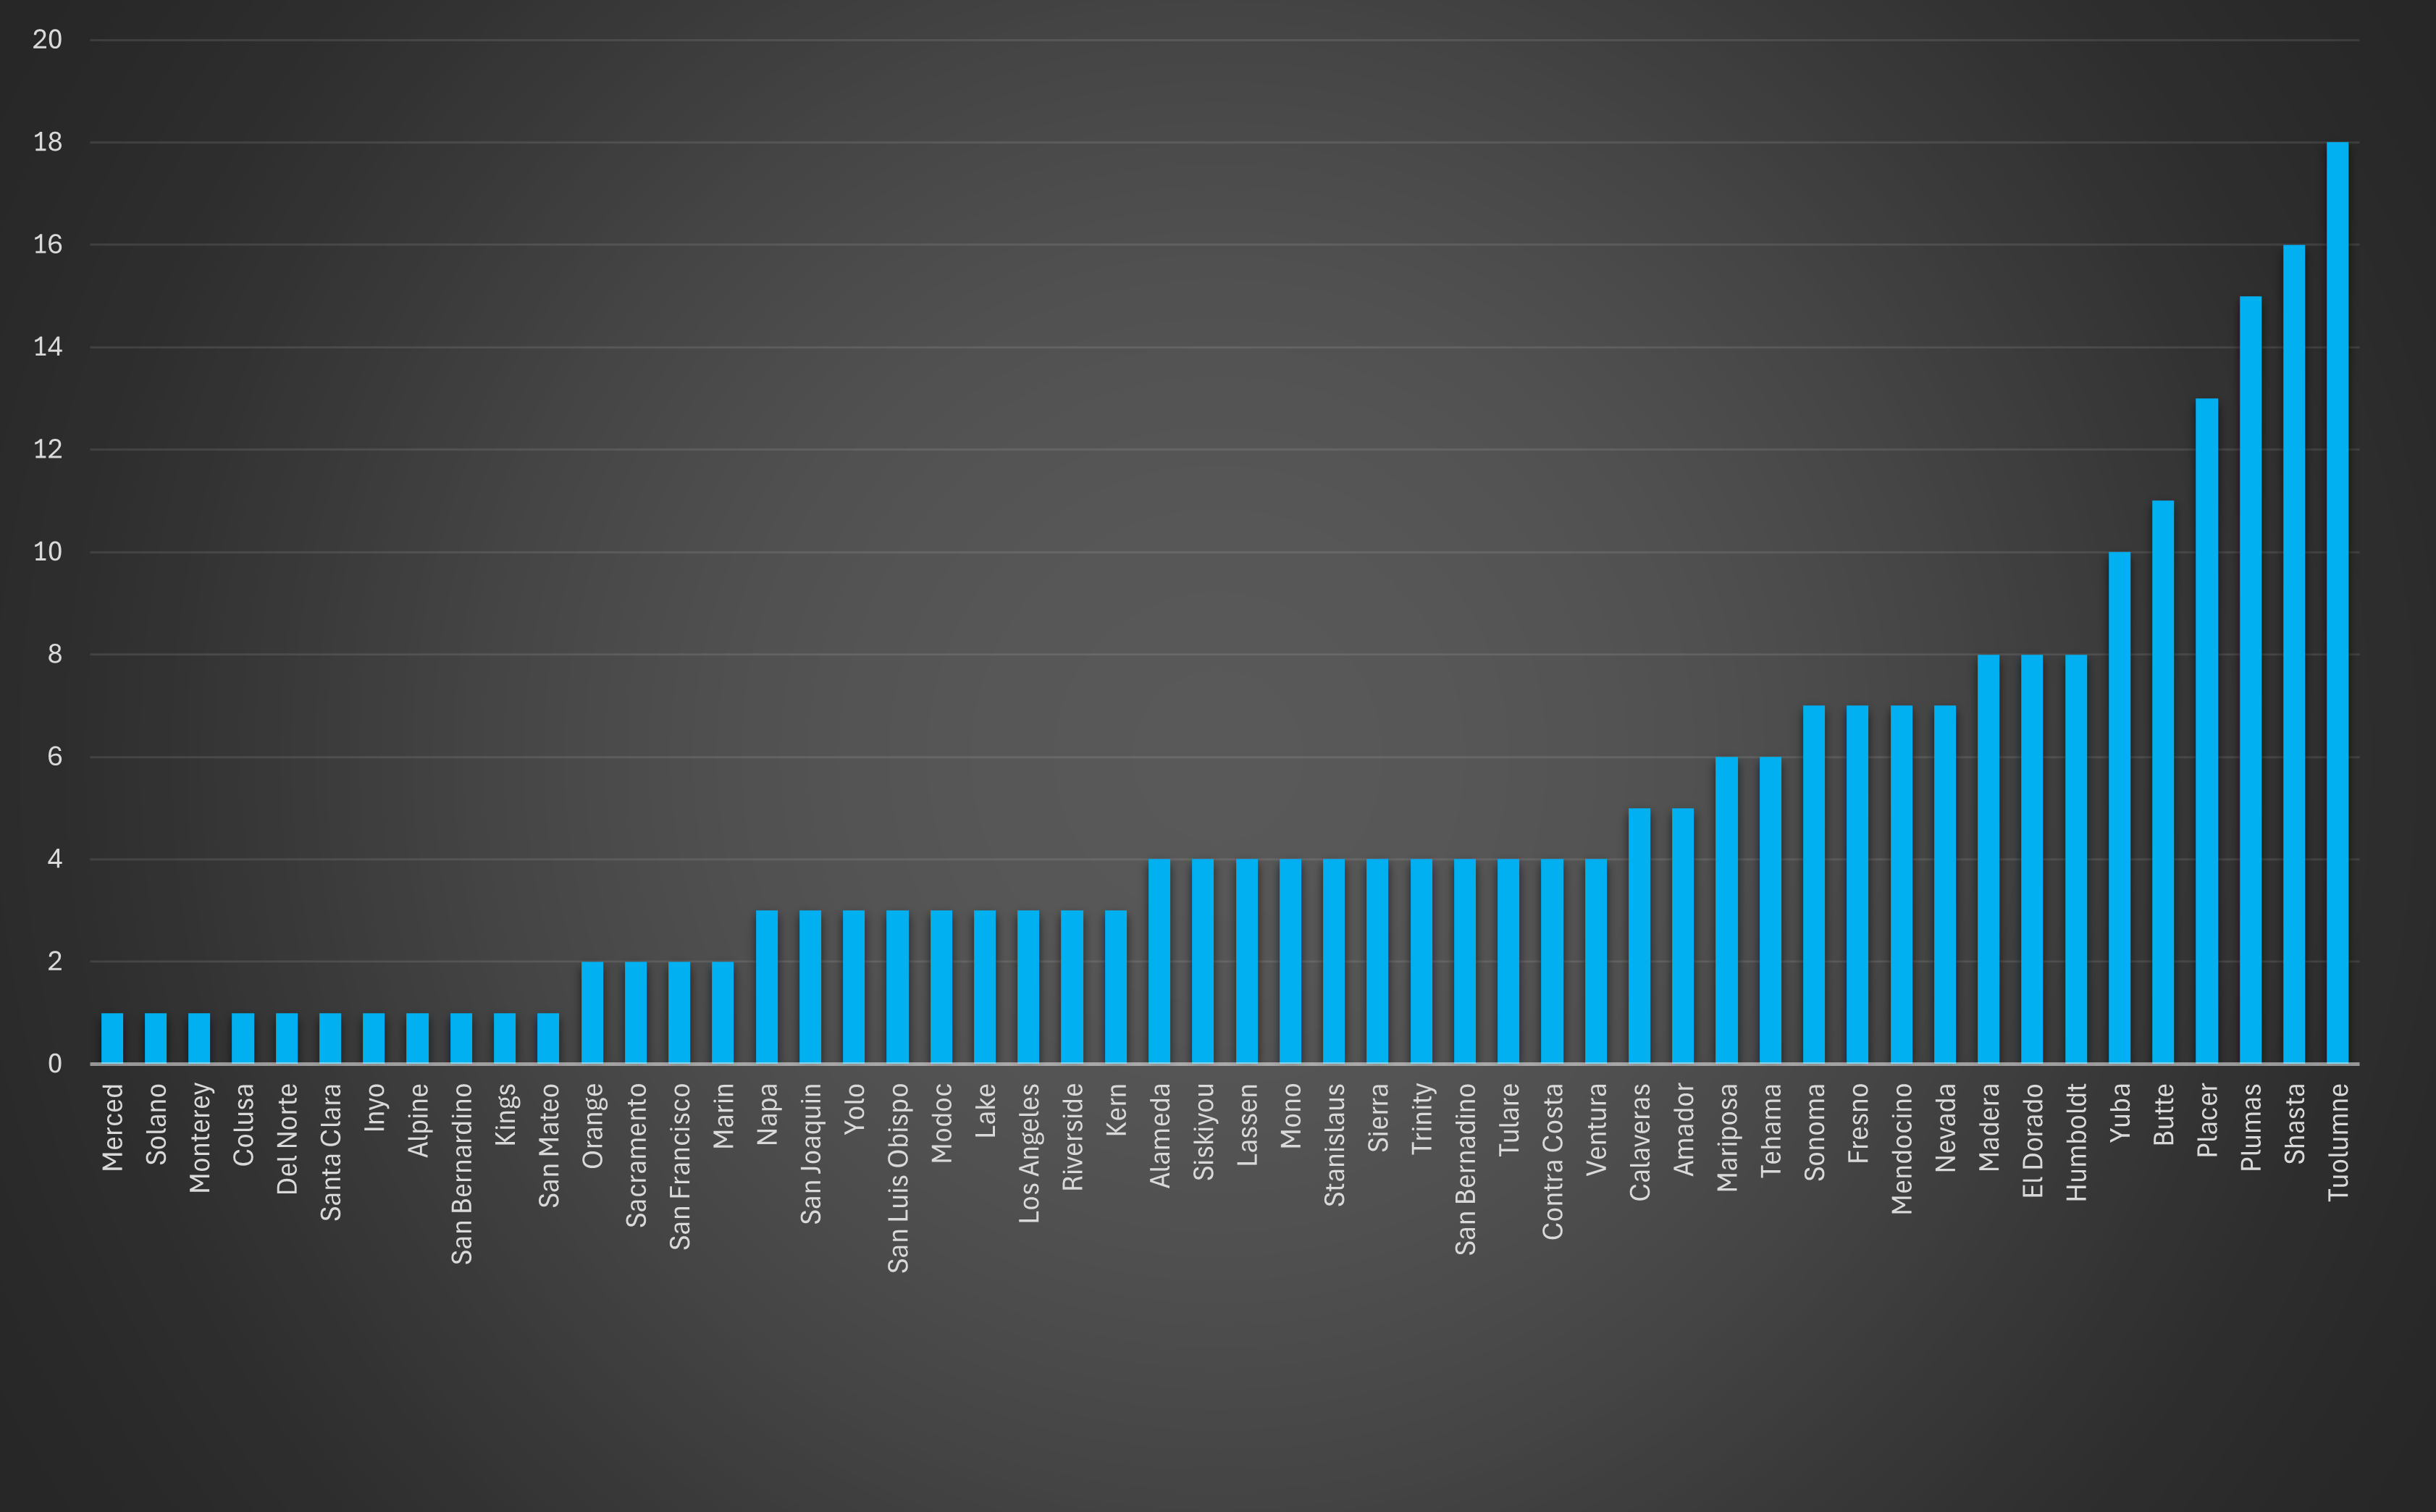 20
18
16
14
12
10
8
6
4
2
0
Merced
Solano
Monterey
Colusa
Del Norte
Santa Clara
Inyo
Alpine
San Bernardino
Kings
San Mateo
Orange
Sacramento
San Francisco
Marin
Napa
San Joaquin
Yolo
San Luis Obispo
Modoc
Lake
Los Angeles
Riverside
Kern
Alameda
Siskiyou
Lassen
Mono
Stanislaus
Sierra
Trinity
San Bernadino
Tulare
Contra Costa
Ventura
Calaveras
Amador
Mariposa
Tehama
Sonoma
Fresno
Mendocino
Nevada
Madera
El Dorado
Humboldt
Yuba
Butte
Placer
Plumas
Shasta
Tuolumne